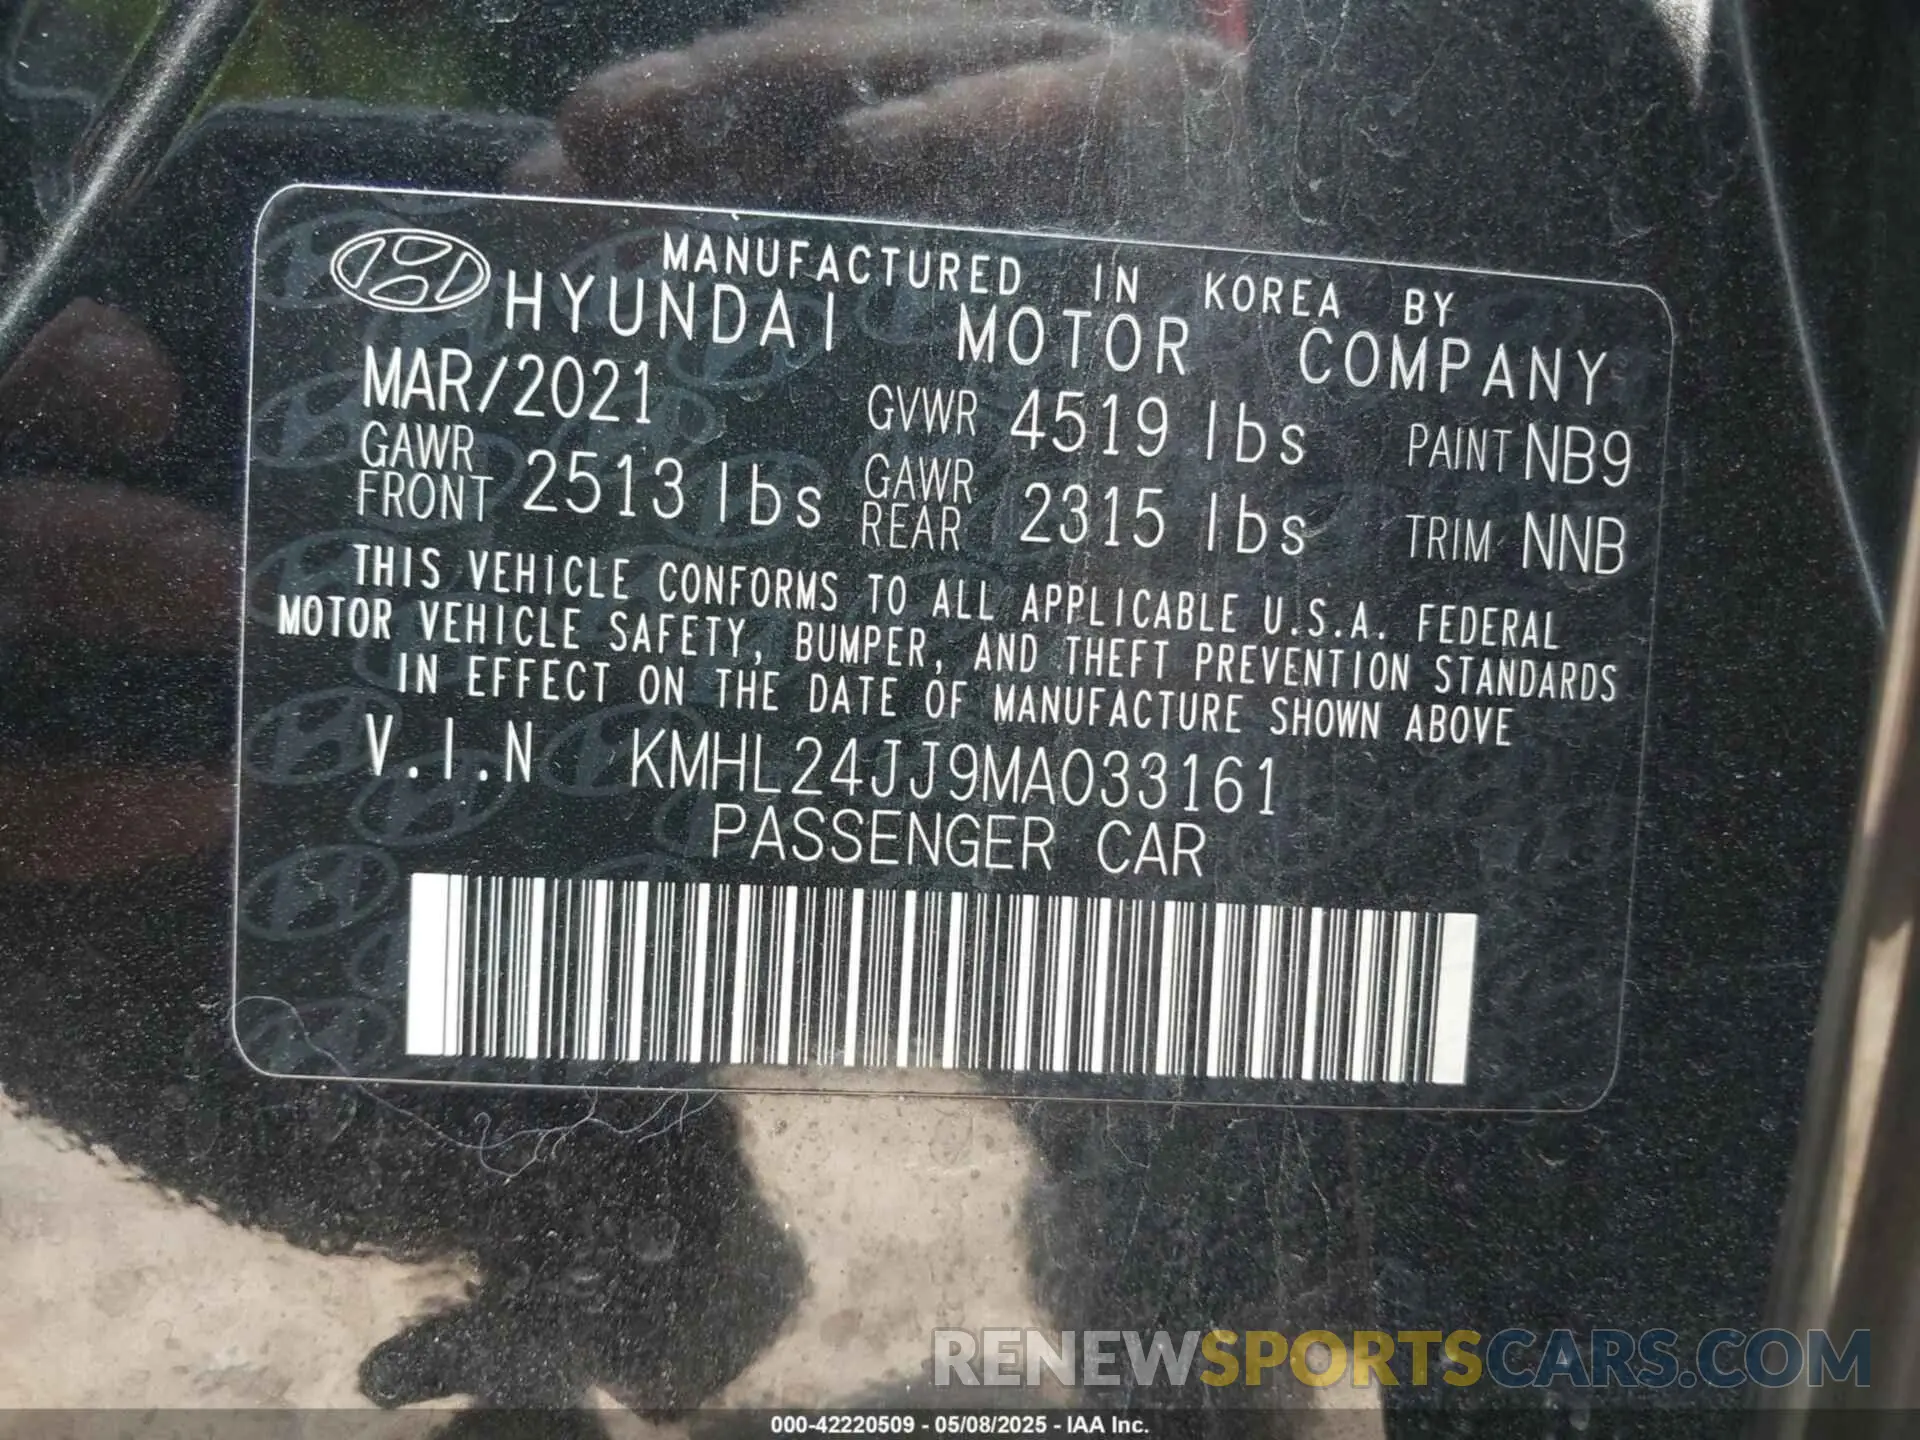 MANUFACTURED IN KOREA BY
HYUNDAI MOTOR COMPANY
MAR/2021 GVWR 4519 lbs PAINT NB9
GAWR FRONT 2513 lbs GAWR REAR 2315 lbs TRIM NNB
THIS VEHICLE CONFORMS TO ALL APPLICABLE U.S.A. FEDERAL
MOTOR VEHICLE SAFETY, BUMPER, AND THEFT PREVENTION STANDARDS
IN EFFECT ON THE DATE OF MANUFACTURE SHOWN ABOVE
V.I.N KMHL24JJ9MA033161
PASSENGER CAR
RENEWSPORTSCARS.COM
000-42220509 - 05/08/2025 - IAA Inc.